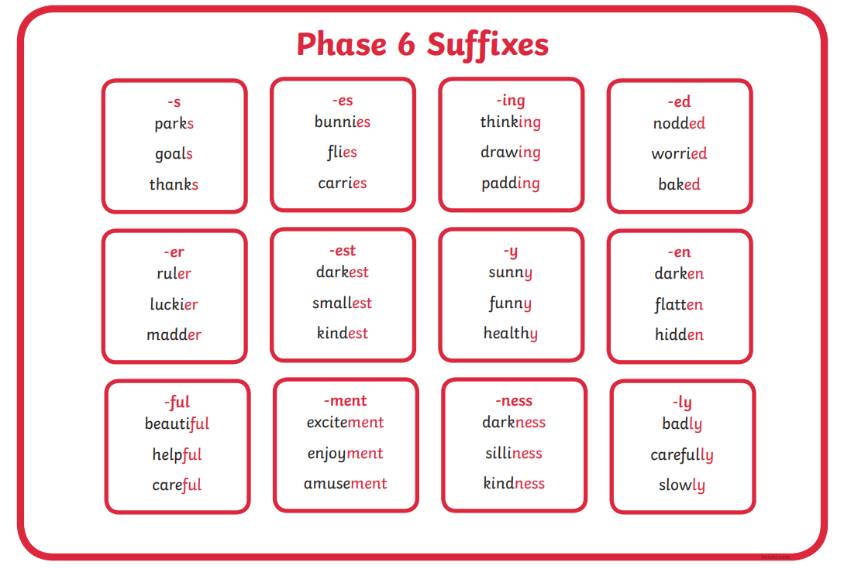 Phase 6 Suffixes
-s
parks
goals
thanks
-es
bunnies
flies
carries
-ing
thinking
drawing
padding
-ed
nodded
worried
baked
-er
ruler
luckier
madder
-est
darkest
smallest
kindest
-y
sunny
funny
healthy
-en
darken
flatten
hidden
-ful
beautiful
helpful
careful
-ment
excitement
enjoyment
amusement
-ness
darkness
silliness
kindness
-ly
badly
carefully
slowly